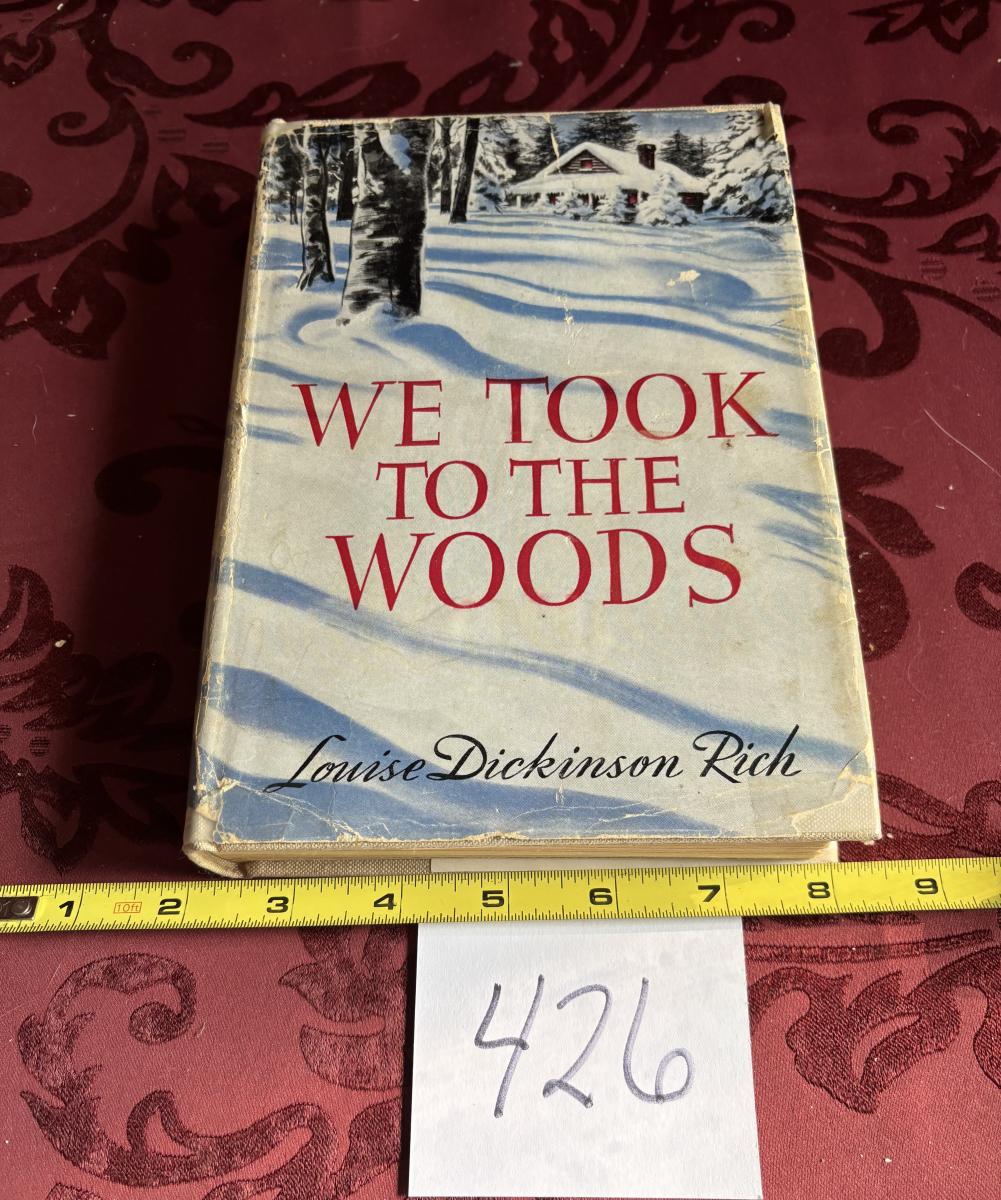 WE TOOK
TO THE
WOODS
Louise Dickinson Rich
1 10ft 2 3 4 5 6 7 8 9
426